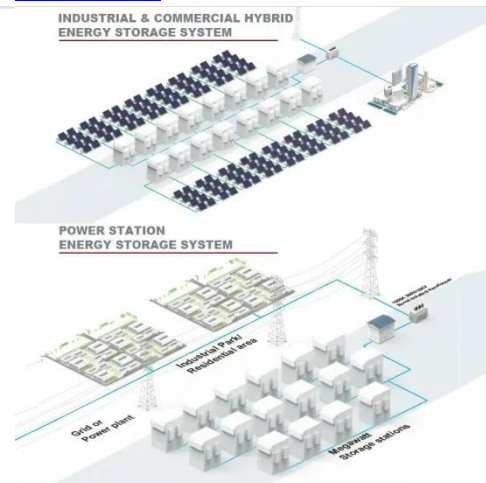 INDUSTRIAL & COMMERCIAL HYBRID
ENERGY STORAGE SYSTEM
POWER STATION
ENERGY STORAGE SYSTEM
Industrial Park/
Residential area
Grid or
Power plant
Megawatt
Storage stations